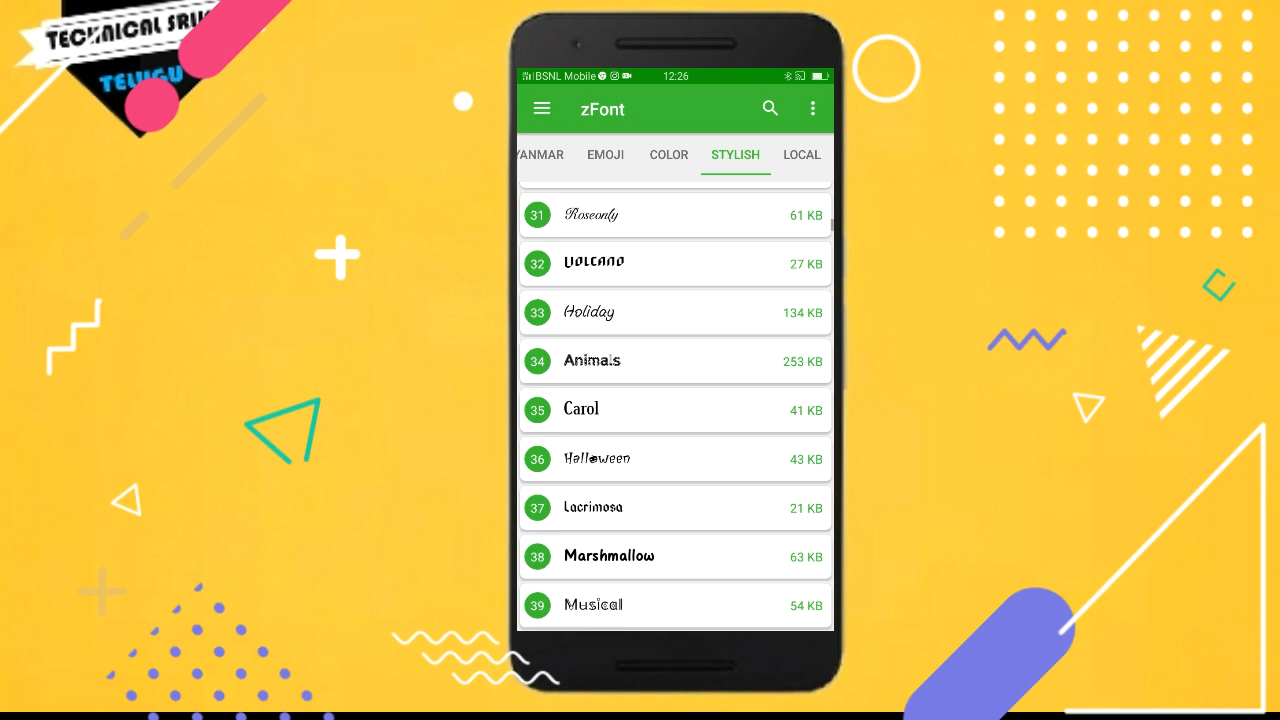 TECHNICAL
TELUGU
BSNL Mobile 12:26
zFont
YANMAR EMOJI COLOR STYLISH LOCAL
31 Roseonly 61 KB
32 Volcano 27 KB
33 Holiday 134 KB
34 Animals 253 KB
35 Carol 41 KB
36 Halloween 43 KB
37 Lacrimosa 21 KB
38 Marshmallow 63 KB
39 Musical 54 KB